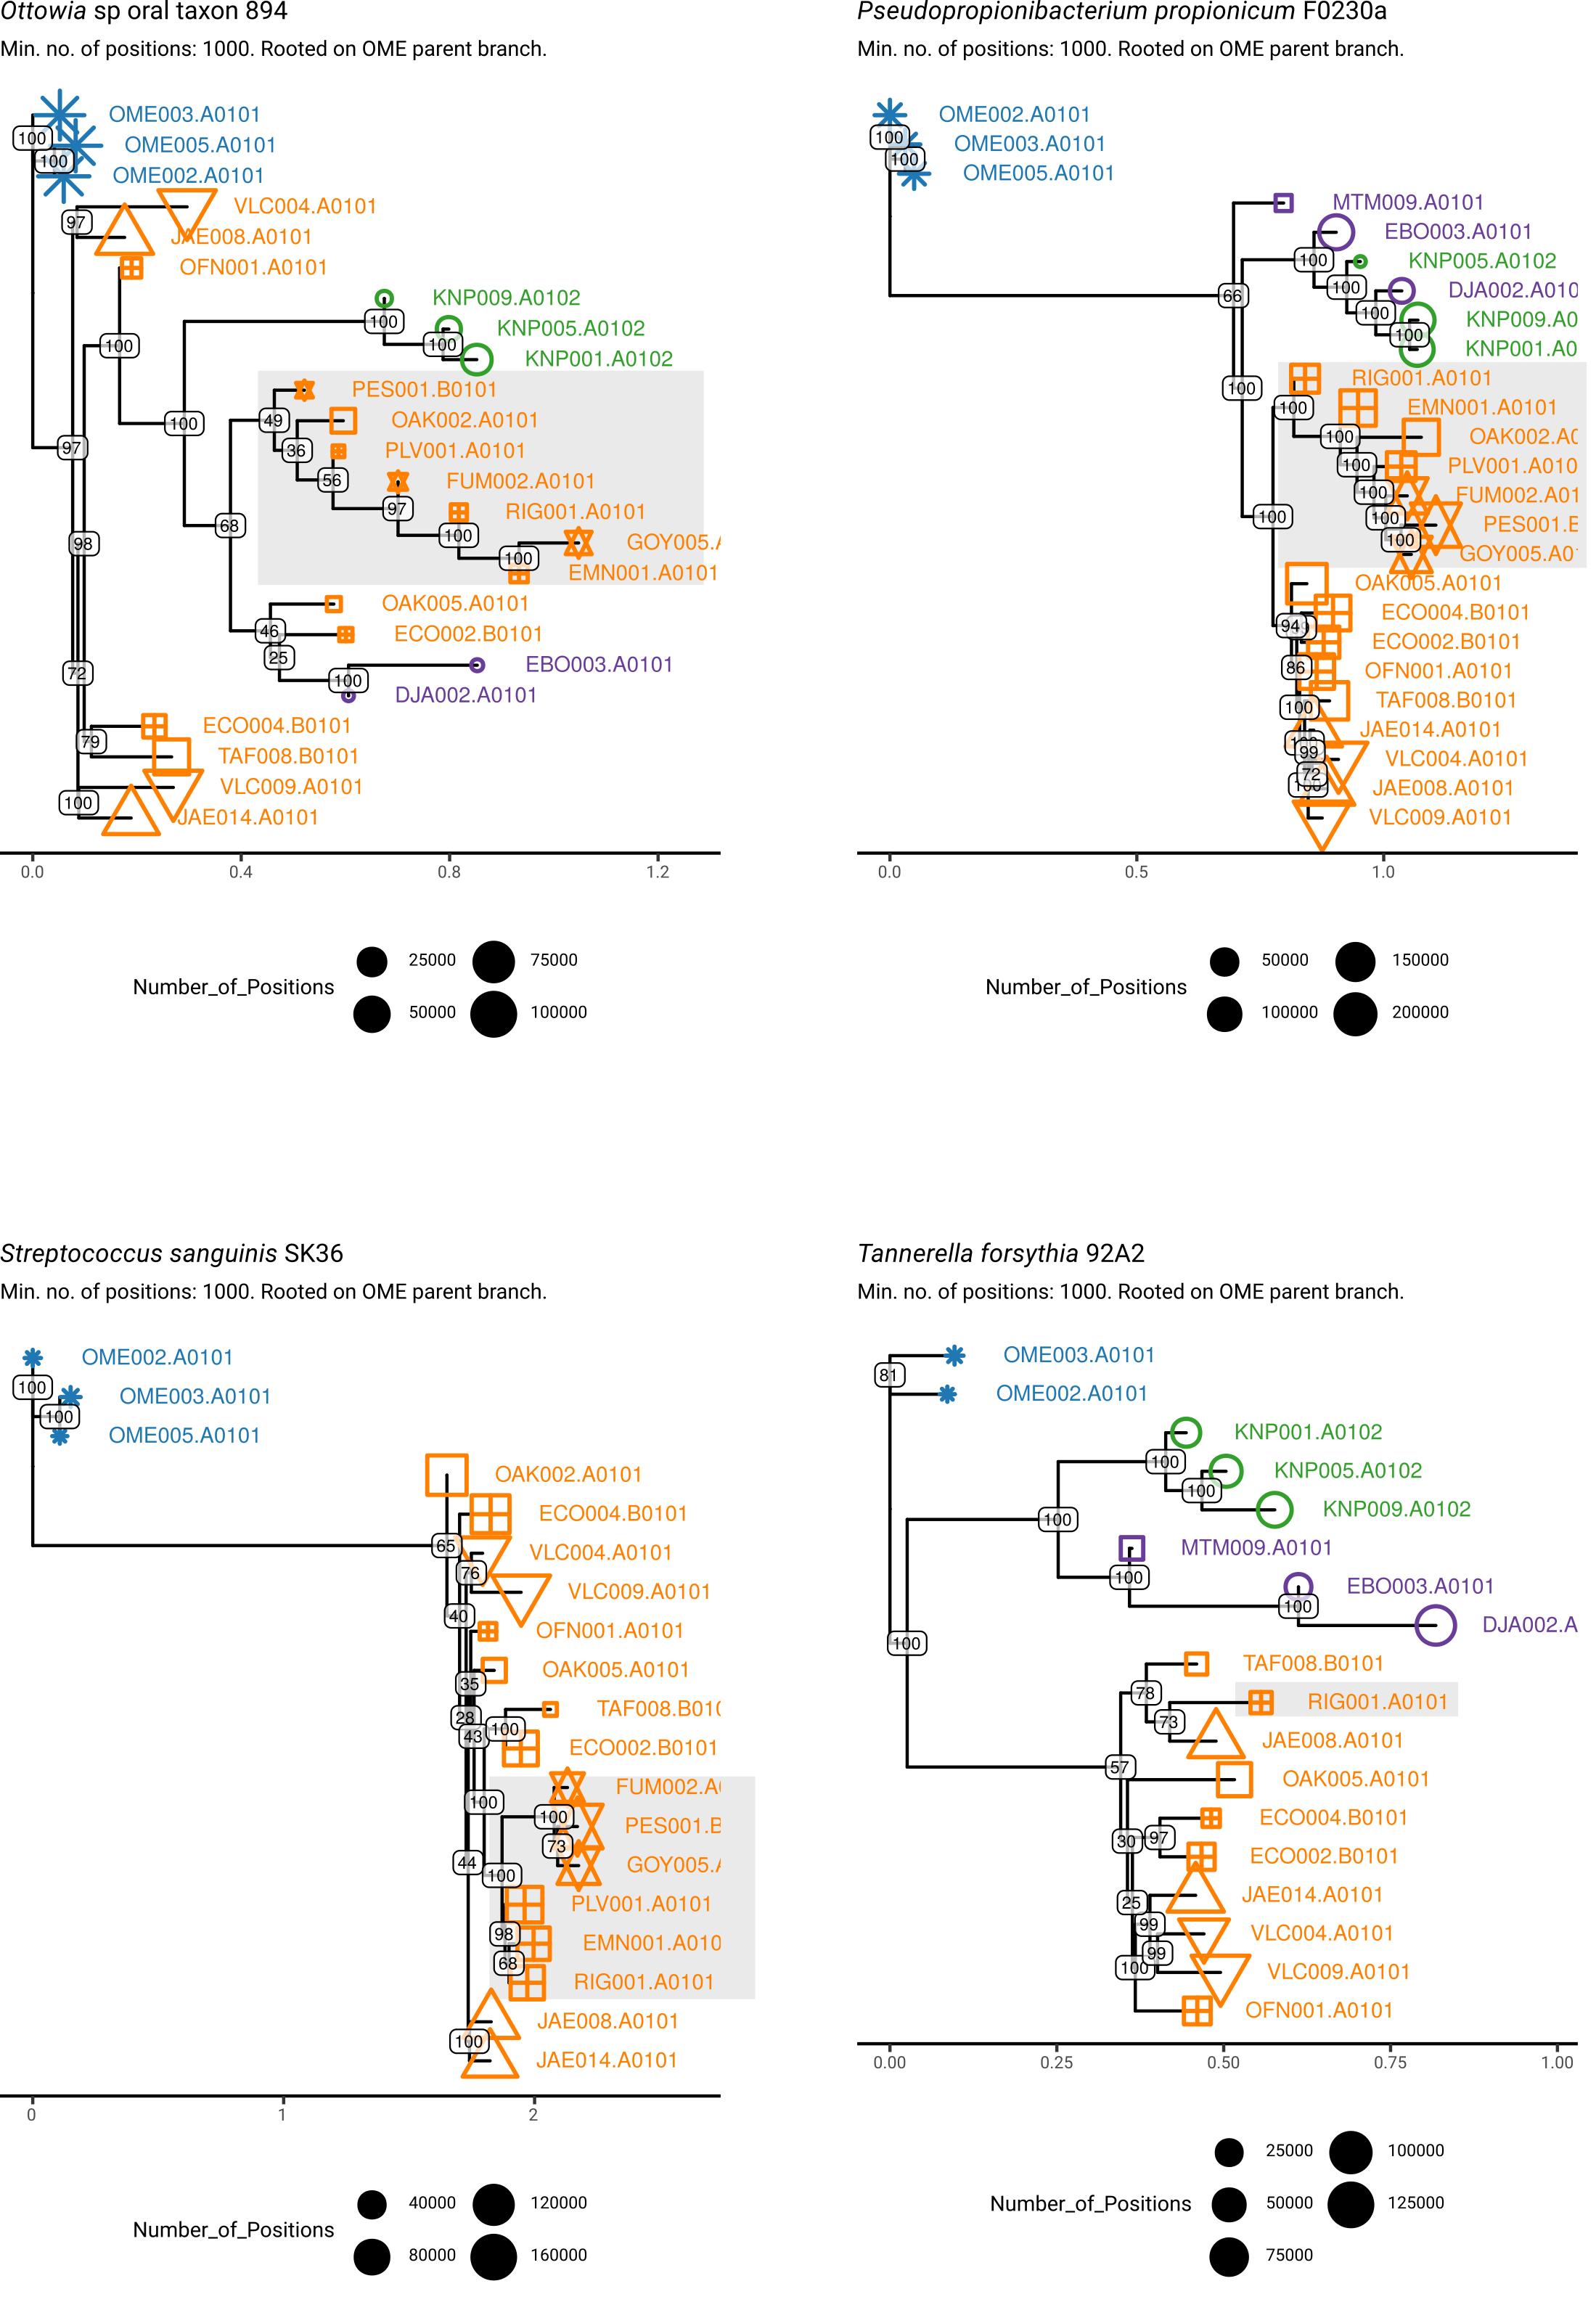 Ottowia sp oral taxon 894
Min. no. of positions: 1000. Rooted on OME parent branch.
OME003.A0101
100
OME005.A0101
100
OME002.A0101
VLC004.A0101
97
JAE008.A0101
OFN001.A0101
KNP009.A0102
100
KNP005.A0102
100
100
KNP001.A0102
PES001.B0101
49
OAK002.A0101
100
97
36
PLV001.A0101
56
FUM002.A0101
97
RIG001.A0101
68
100
98
GOY005.A
100
EMN001.A0101
OAK005.A0101
46
ECO002.B0101
25
EBO003.A0101
72
100
DJA002.A0101
ECO004.B0101
79
TAF008.B0101
VLC009.A0101
100
JAE014.A0101
0.0 0.4 0.8 1.2
Number_of_Positions
25000 75000
50000 100000
Pseudopropionibacterium propionicum F0230a
Min. no. of positions: 1000. Rooted on OME parent branch.
OME002.A0101
100
OME003.A0101
100
OME005.A0101
MTM009.A0101
EBO003.A0101
100
KNP005.A0102
100
DJA002.A010
66
100
KNP009.A0
100
KNP001.A0
RIG001.A0101
100
100
EMN001.A0101
100
OAK002.A0
100
PLV001.A010
100
FUM002.A01
100
100
PES001.E
100
GOY005.A0
OAK005.A0101
ECO004.B0101
94
ECO002.B0101
86
OFN001.A0101
TAF008.B0101
100
JAE014.A0101
99
VLC004.A0101
72
JAE008.A0101
VLC009.A0101
0.0 0.5 1.0
Number_of_Positions
50000 150000
100000 200000
Streptococcus sanguinis SK36
Min. no. of positions: 1000. Rooted on OME parent branch.
OME002.A0101
100
OME003.A0101
100
OME005.A0101
OAK002.A0101
ECO004.B0101
65
VLC004.A0101
76
VLC009.A0101
40
OFN001.A0101
OAK005.A0101
35
TAF008.B010
28
100
43
ECO002.B0101
FUM002.A0
100
100
PES001.B
73
44
GOY005.A
100
PLV001.A0101
98
EMN001.A010
68
RIG001.A0101
JAE008.A0101
100
JAE014.A0101
0 1 2
Number_of_Positions
40000 120000
80000 160000
Tannerella forsythia 92A2
Min. no. of positions: 1000. Rooted on OME parent branch.
OME003.A0101
81
OME002.A0101
KNP001.A0102
100
KNP005.A0102
100
KNP009.A0102
100
MTM009.A0101
100
EBO003.A0101
100
DJA002.A
100
TAF008.B0101
78
RIG001.A0101
73
JAE008.A0101
57
OAK005.A0101
ECO004.B0101
30
97
ECO002.B0101
25
JAE014.A0101
99
VLC004.A0101
99
100
VLC009.A0101
OFN001.A0101
0.00 0.25 0.50 0.75 1.00
Number_of_Positions
25000 100000
50000 125000
75000